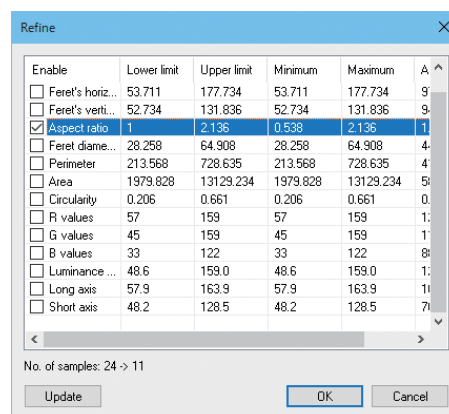 Refine
Enable Lower limit Upper limit Minimum Maximum A
Feret's horiz... 53.711 177.734 53.711 177.734
Feret's verti... 52.734 131.836 52.734 131.836
Aspect ratio 1 2.136 0.538 2.136 1.
Feret diame... 28.258 64.908 28.258 64.908
Perimeter 213.568 728.635 213.568 728.635
Area 1979.828 13129.234 1979.828 13129.234
Circularity 0.206 0.661 0.206 0.661 0.
R values 57 159 57 159
G values 45 159 45 159
B values 33 122 33 122
Luminance ... 48.6 159.0 48.6 159.0
Long axis 57.9 163.9 57.9 163.9
Short axis 48.2 128.5 48.2 128.5
No. of samples: 24 -> 11
Update OK Cancel